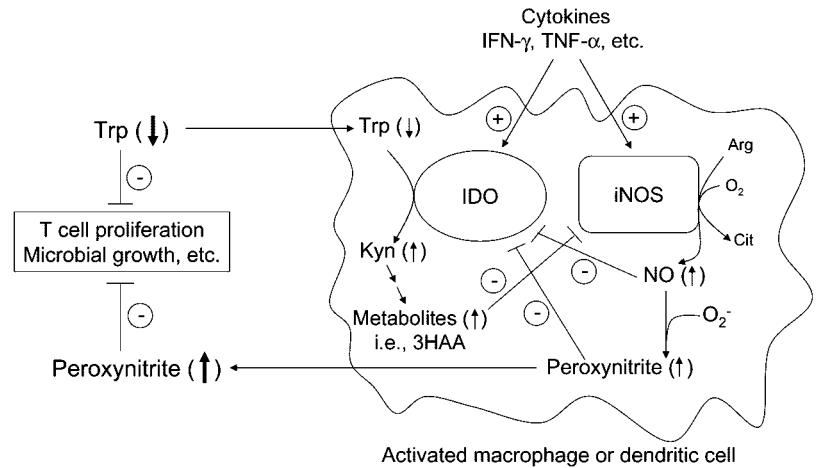 Cytokines
IFN-γ, TNF-α, etc.
Trp (↓)
Trp (↓)
+
+
Arg
-
IDO
iNOS
O₂
T cell proliferation
Microbial growth, etc.
Kyn (↑)
Cit
-
-
NO (↑)
-
Metabolites (↑)
i.e., 3HAA
-
O₂⁻
Peroxynitrite (↑)
Peroxynitrite (↑)
Activated macrophage or dendritic cell